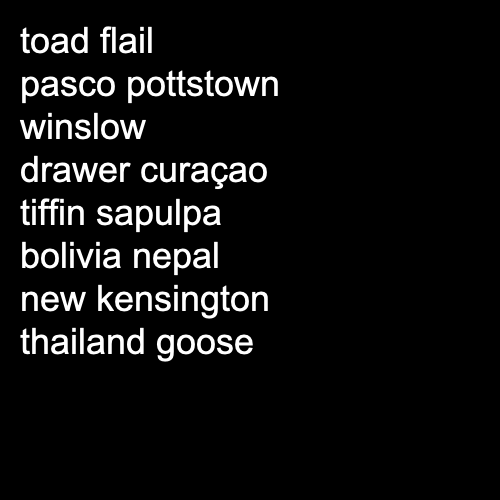 toad flail
pasco pottstown
winslow
drawer curaçao
tiffin sapulpa
bolivia nepal
new kensington
thailand goose